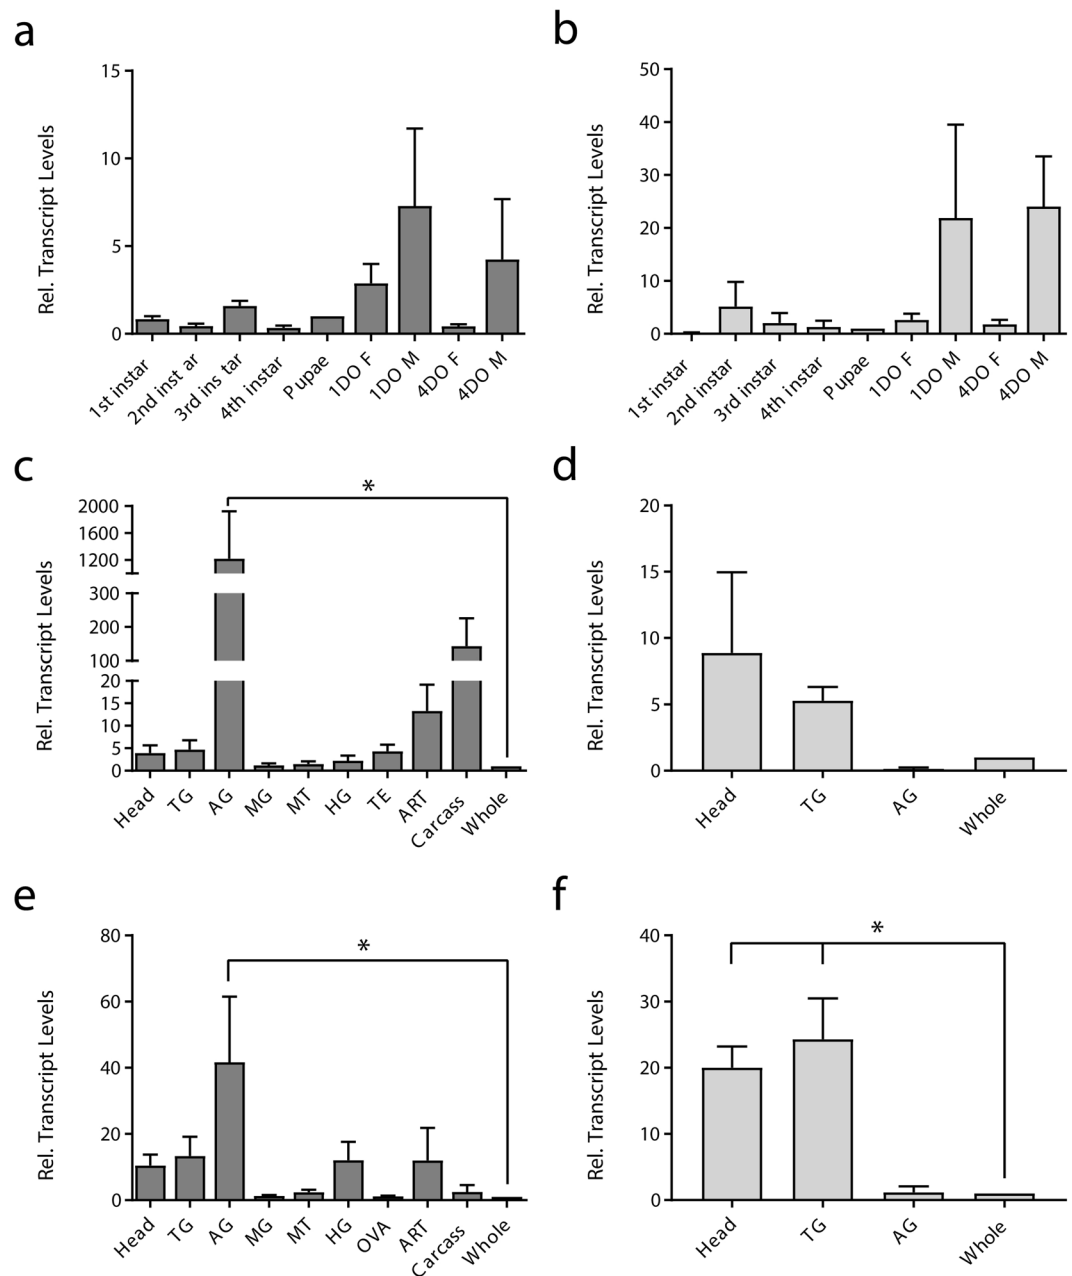 a
Rel. Transcript Levels
15
10
5
0
1st instar
2nd inst ar
3rd ins tar
4th instar
Pupae
1DO F
1DO M
4DO F
4DO M
b
Rel. Transcript Levels
50
40
30
20
10
0
1st instar
2nd instar
3rd instar
4th instar
Pupae
1DO F
1DO M
4DO F
4DO M
c
Rel. Transcript Levels
2000
1600
1200
300
200
100
20
15
10
5
0
*
Head
TG
AG
MG
MT
HG
TE
ART
Carcass
Whole
d
Rel. Transcript Levels
20
15
10
5
0
Head
TG
AG
Whole
e
Rel. Transcript Levels
80
60
40
20
0
*
Head
TG
AG
MG
MT
HG
OVA
ART
Carcass
Whole
f
Rel. Transcript Levels
40
30
20
10
0
*
Head
TG
AG
Whole